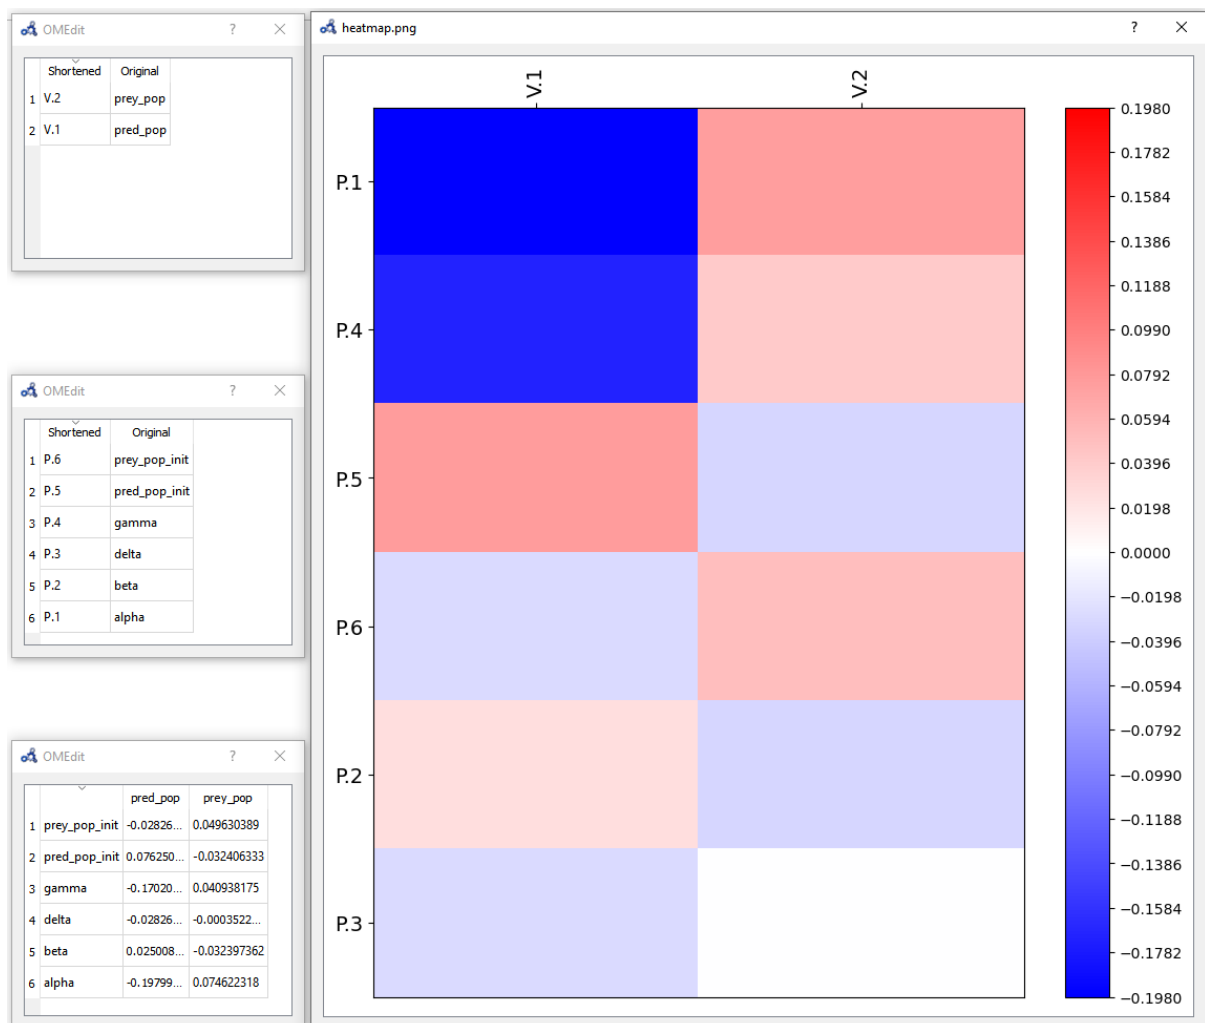 OMEdit ? ×
Shortened Original
1 V.2 prey_pop
2 V.1 pred_pop
OMEdit ? ×
Shortened Original
1 P.6 prey_pop_init
2 P.5 pred_pop_init
3 P.4 gamma
4 P.3 delta
5 P.2 beta
6 P.1 alpha
OMEdit ? ×
pred_pop prey_pop
1 prey_pop_init -0.02826... 0.049630389
2 pred_pop_init 0.076250... -0.032406333
3 gamma -0.17020... 0.040938175
4 delta -0.02826... -0.0003522...
5 beta 0.025008... -0.032397362
6 alpha -0.19799... 0.074622318
heatmap.png ? ×
V.1 V.2
P.1
P.4
P.5
P.6
P.2
P.3
0.1980
0.1782
0.1584
0.1386
0.1188
0.0990
0.0792
0.0594
0.0396
0.0198
0.0000
−0.0198
−0.0396
−0.0594
−0.0792
−0.0990
−0.1188
−0.1386
−0.1584
−0.1782
−0.1980